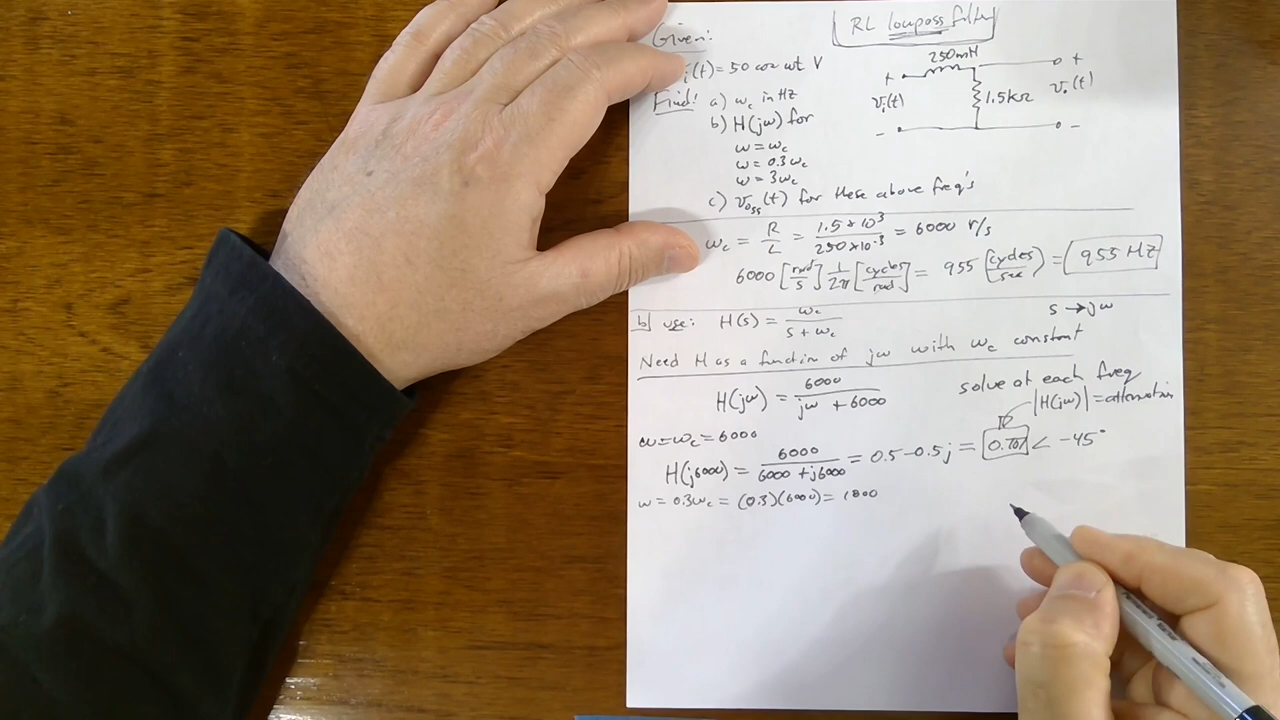 RL lowpass filter
Given:
i(t) = 50 cos ωt V
Find: a) ωc in HZ
b) H(jω) for
ω = ωc
ω = 0.3ωc
ω = 3ωc
c) voss(t) for these above freq's
250mH
+ vi(t) -
1.5kΩ
+ vo(t) -
ωc = R/L = 1.5*10^3 / 250*10^-3 = 6000 r/s
6000 [rad/s] 1/2π [cycles/rad] = 955 (cycles/sec) = 955 HZ
b) use: H(s) = ωc / s + ωc
s → jω
Need H as a function of jω with ωc constant
H(jω) = 6000 / jω + 6000
solve at each freq
|H(jω)| = attenuation
ω = ωc = 6000
H(j6000) = 6000 / 6000 + j6000 = 0.5 - 0.5j = 0.707 < -45°
ω = 0.3ωc = (0.3)(6000) = 1800